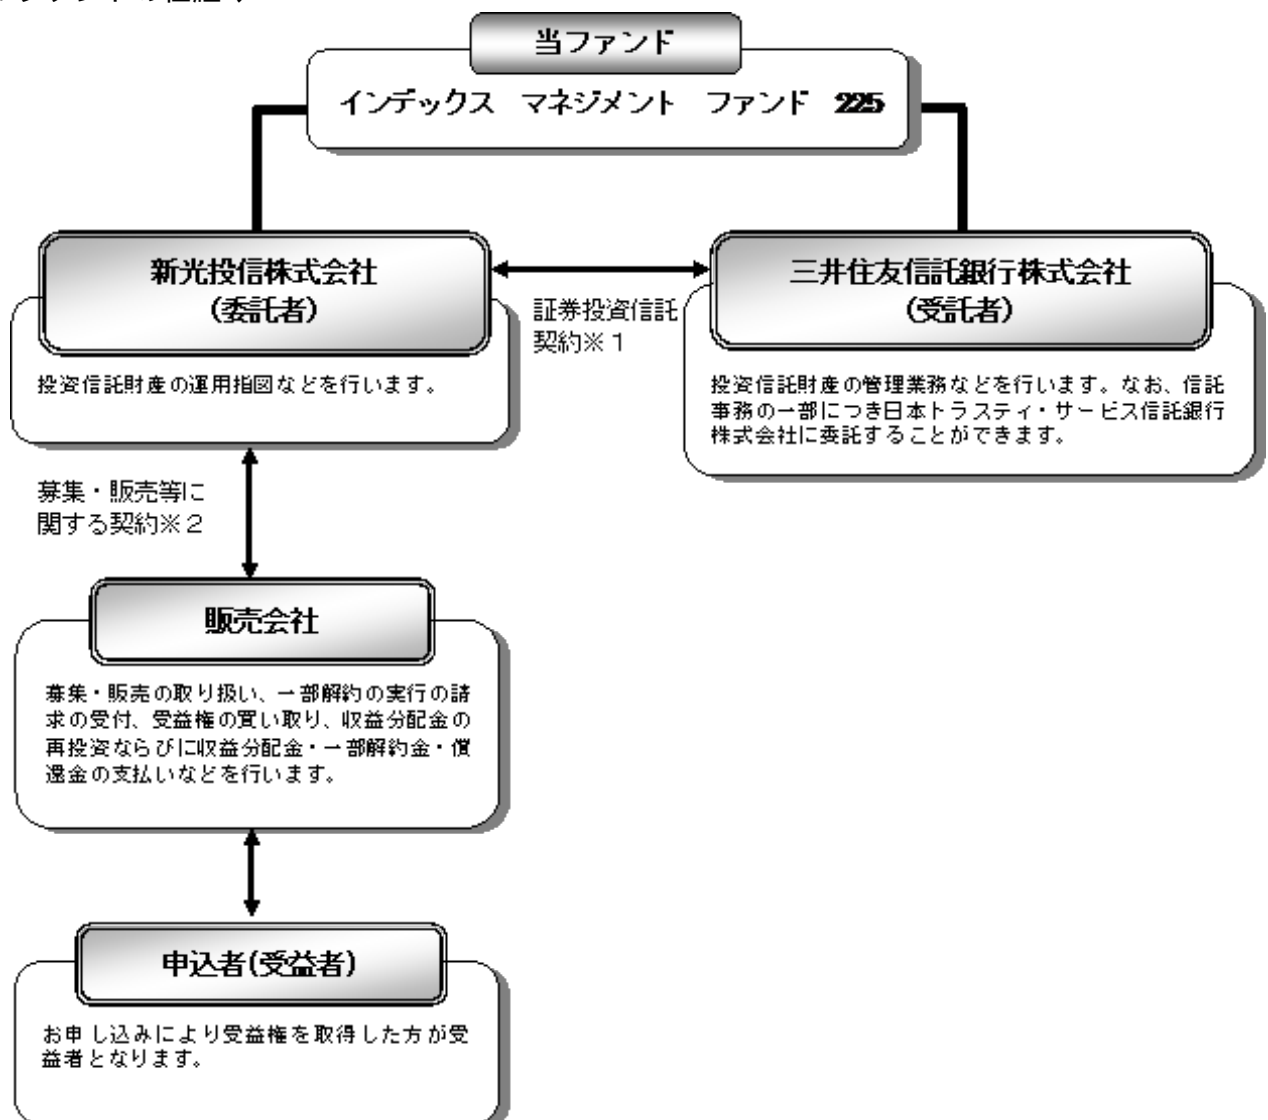 当ファンド
インデックス マネジメント ファンド 225
新光投信株式会社
(委託者)
投資信託財産の運用指図などを行います。
証券投資信託
契約※１
三井住友信託銀行株式会社
(受託者)
投資信託財産の管理業務などを行います。なお、信託
事務の一部につき日本トラスティ・サービス信託銀行
株式会社に委託することができます。
募集・販売等に
関する契約※２
販売会社
募集・販売の取り扱い、一部解約の実行の請
求の受付、受益権の買い取り、収益分配金の
再投資ならびに収益分配金・一部解約金・償
還金の支払いなどを行います。
申込者(受益者)
お申し込みにより受益権を取得した方が受
益者となります。